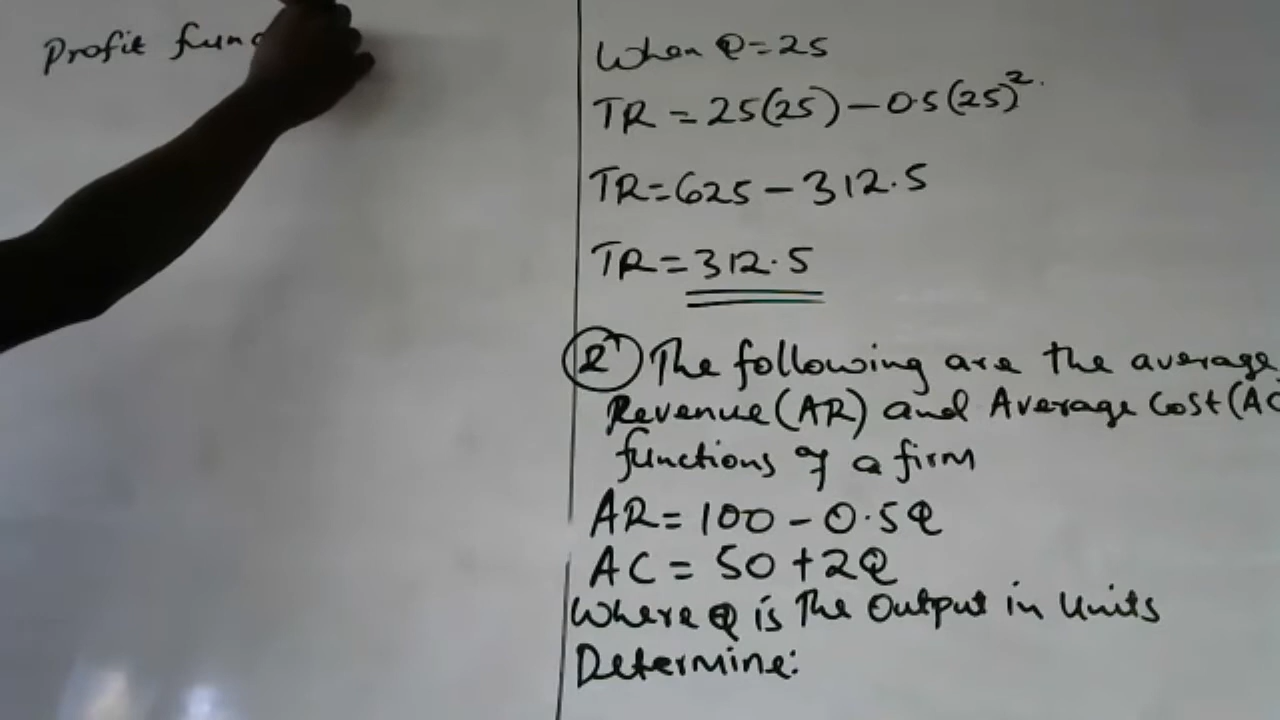 Profit func
When Q=25
TR = 25(25) - 0.5(25)².
TR=625 - 312.5
TR = 312.5
2 The following are the average
Revenue(AR) and Average Cost(AC
functions of a firm
AR = 100 - 0.5Q
AC = 50 + 2Q
Where Q is The Output in Units
Determine: